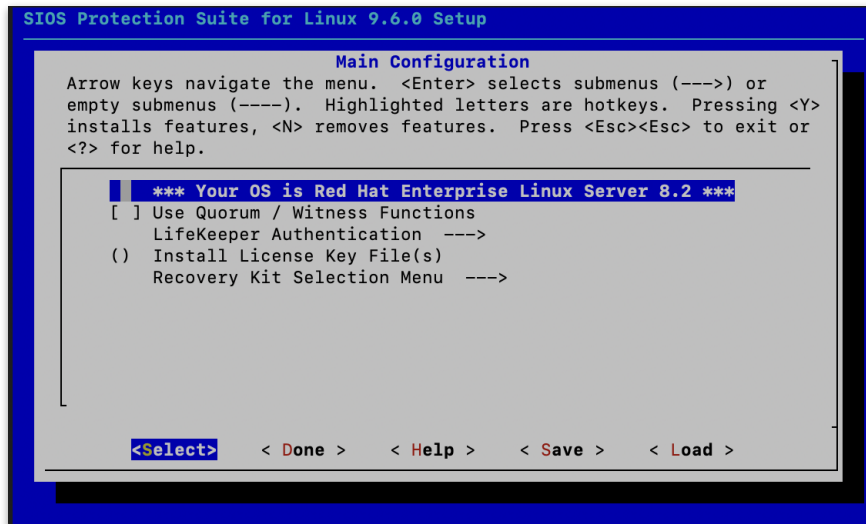 SIOS Protection Suite for Linux 9.6.0 Setup
Main Configuration
Arrow keys navigate the menu.  <Enter> selects submenus (--->) or
empty submenus (----).  Highlighted letters are hotkeys.  Pressing <Y>
installs features, <N> removes features.  Press <Esc><Esc> to exit or
<?> for help.
*** Your OS is Red Hat Enterprise Linux Server 8.2 ***
[ ] Use Quorum / Witness Functions
LifeKeeper Authentication  --->
() Install License Key File(s)
Recovery Kit Selection Menu  --->
<Select>    < Done >    < Help >    < Save >    < Load >